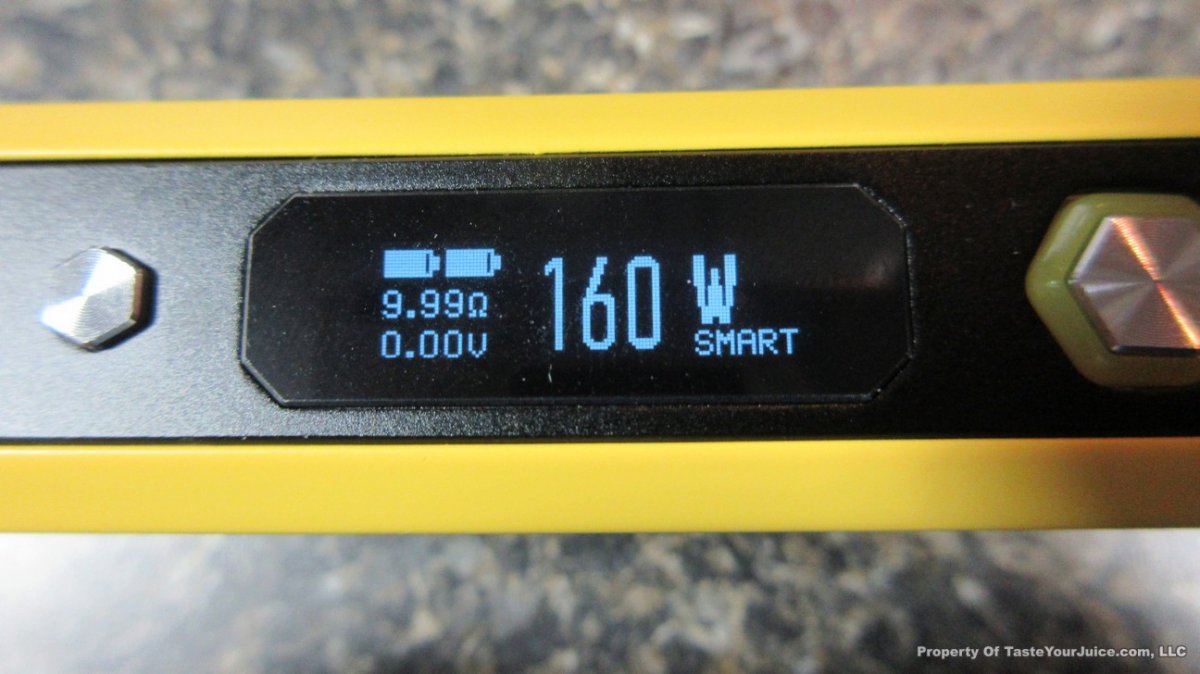 9.99Ω
0.00V
160 W
SMART
Property Of TasteYourJuice.com, LLC